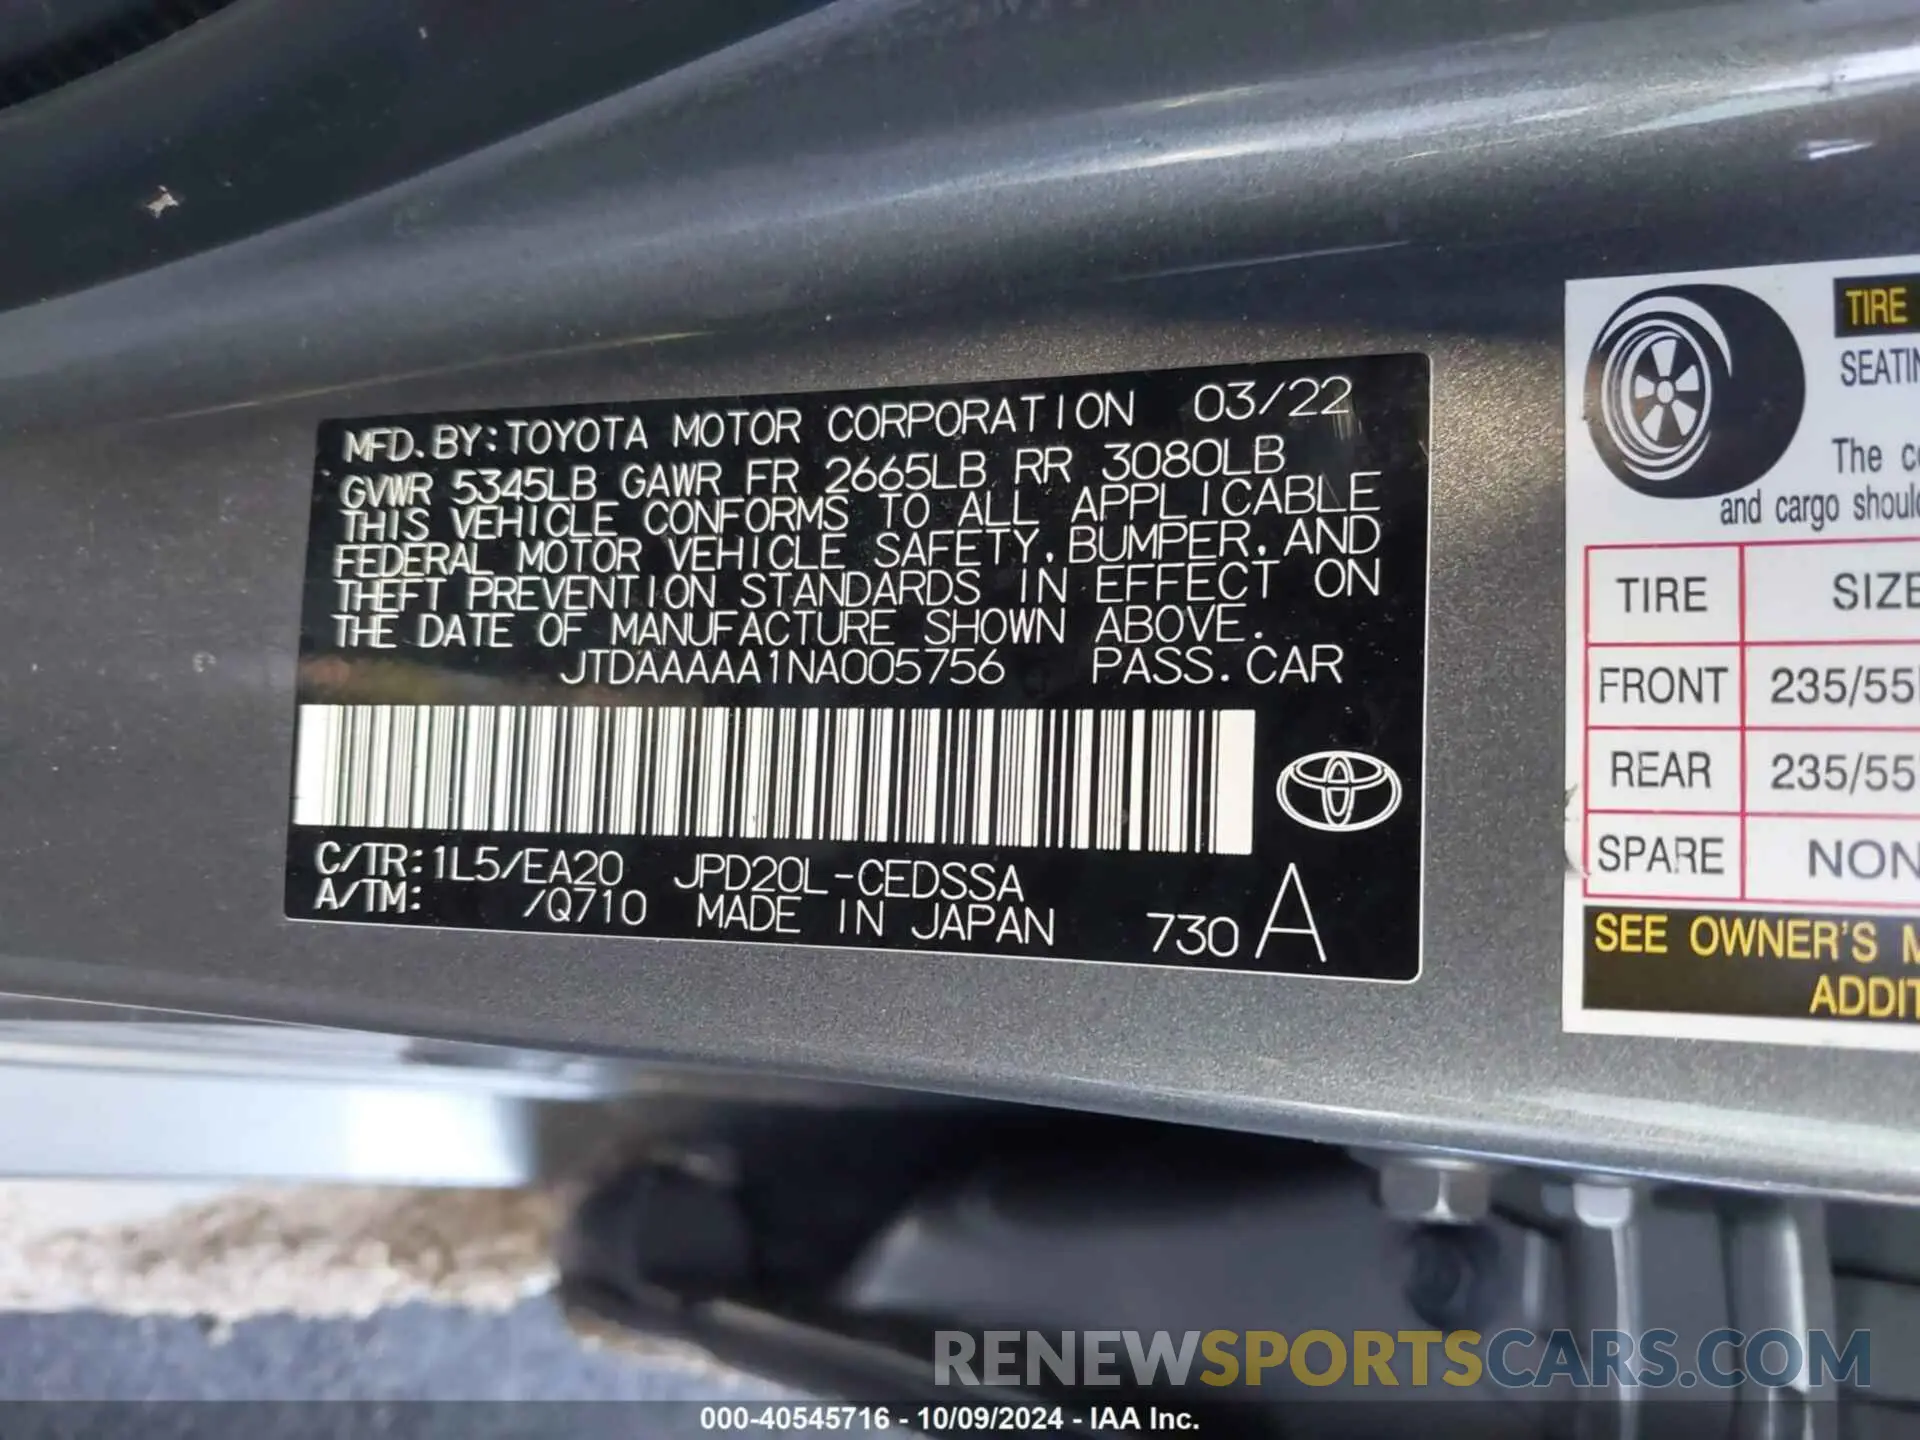 MFD. BY: TOYOTA MOTOR CORPORATION 03/22
GVWR 5345LB GAWR FR 2665LB RR 3080LB
THIS VEHICLE CONFORMS TO ALL APPLICABLE
FEDERAL MOTOR VEHICLE SAFETY, BUMPER, AND
THEFT PREVENTION STANDARDS IN EFFECT ON
THE DATE OF MANUFACTURE SHOWN ABOVE.
JTDAAAAA1NA005756 PASS. CAR
C/TR: 1L5/EA20 JPD20L-CEDSSA
A/TM: /Q710 MADE IN JAPAN 730 A
TIRE
SEATIN
The c
and cargo shoul
TIRE SIZE
FRONT 235/55
REAR 235/55
SPARE NON
SEE OWNER'S M
ADDIT
RENEWSPORTSCARS.COM
000-40545716 - 10/09/2024 - IAA Inc.